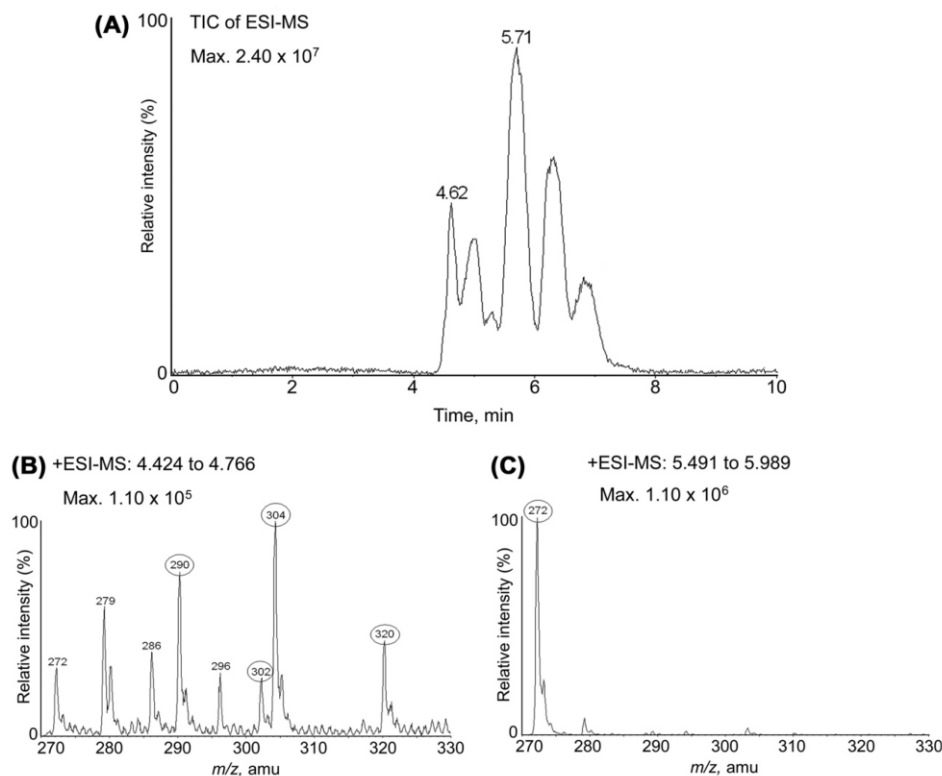 (A)
TIC of ESI-MS
Max. 2.40 x 10⁷
100
5.71
4.62
Relative intensity (%)
0
0 2 4 6 8 10
Time, min
(B)
+ESI-MS: 4.424 to 4.766
Max. 1.10 x 10⁵
100
304
290
279
320
286
272
296
302
Relative intensity (%)
0
270 280 290 300 310 320 330
m/z, amu
(C)
+ESI-MS: 5.491 to 5.989
Max. 1.10 x 10⁶
100
272
Relative intensity (%)
0
270 280 290 300 310 320 330
m/z, amu